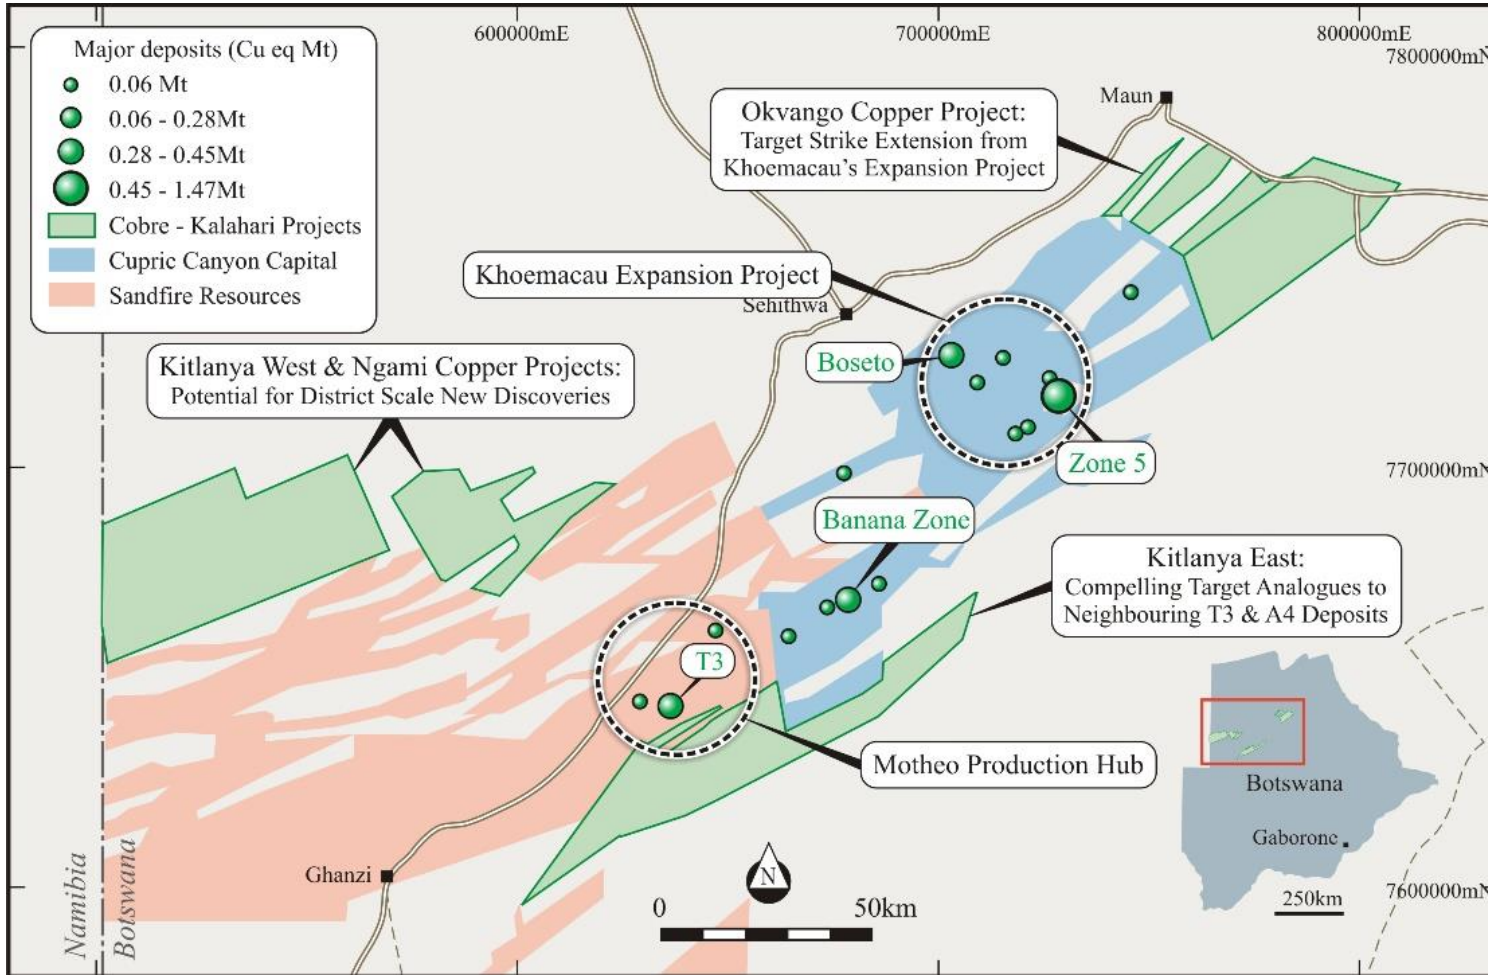 600000mE
700000mE
800000mE
7800000mN
Major deposits (Cu eq Mt)
0.06 Mt
0.06 - 0.28Mt
0.28 - 0.45Mt
0.45 - 1.47Mt
Cobre - Kalahari Projects
Cupric Canyon Capital
Sandfire Resources
Maun
Okvango Copper Project:
Target Strike Extension from
Khoemacau's Expansion Project
Khoemacau Expansion Project
Sehithwa
Kitlanya West & Ngami Copper Projects:
Potential for District Scale New Discoveries
Boseto
Zone 5
7700000mN
Banana Zone
Kitlanya East:
Compelling Target Analogues to
Neighbouring T3 & A4 Deposits
T3
Motheo Production Hub
Botswana
Gaborone
250km
Ghanzi
N
0 50km
7600000mN
Namibia
Botswana